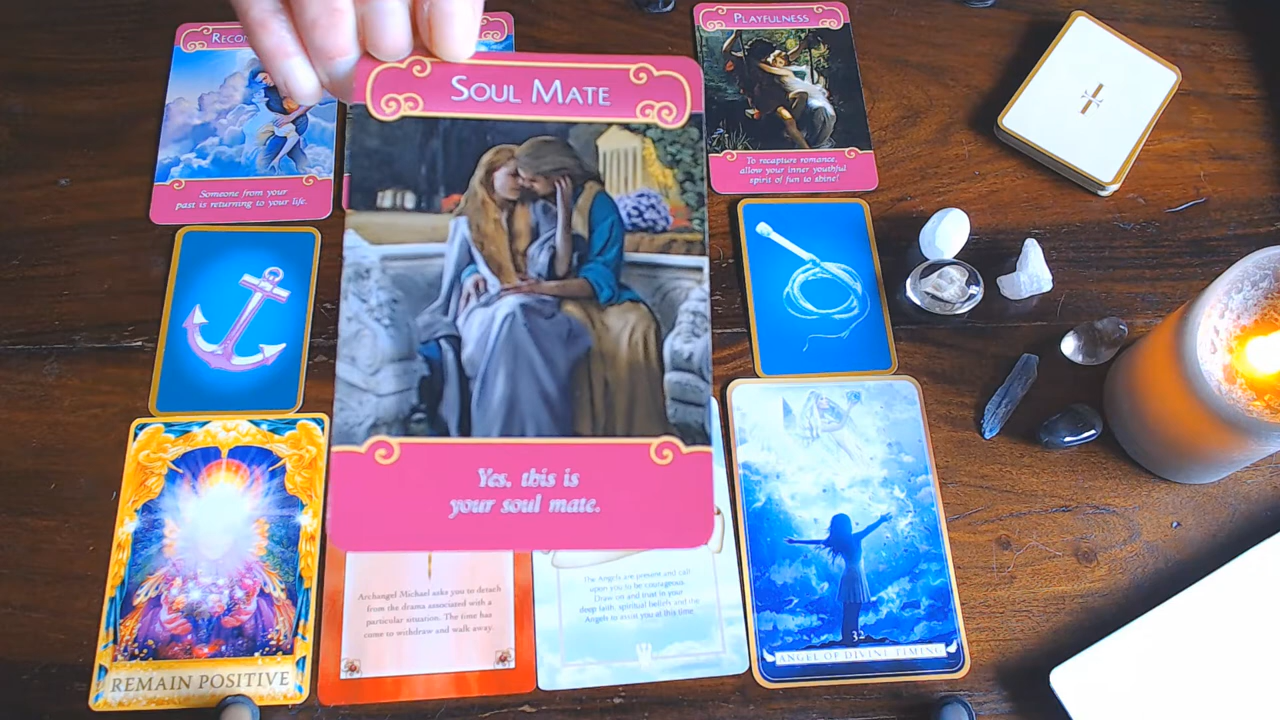 Playfulness
Soul Mate
To recapture romance,
allow your inner youthful
spirit of fun to shine!
Someone from your
past is returning to your life.
Yes, this is
your soul mate.
Archangel Michael asks you to detach
from the drama associated with a
particular situation. The time has
come to withdraw and walk away.
The Angels are present and call
upon you to be courageous.
Draw on and trust in your
deep faith, spiritual beliefs and the
Angels to assist you at this time.
32
ANGEL OF DIVINE TIMING
REMAIN POSITIVE